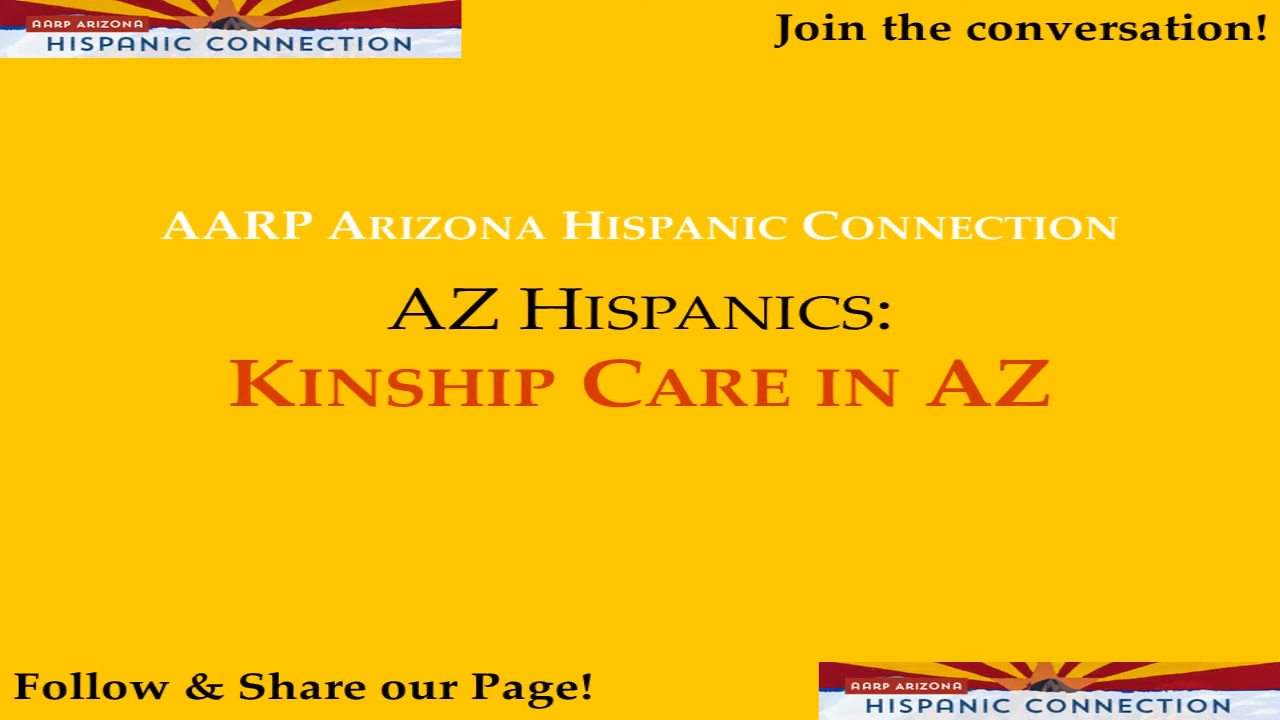 AARP ARIZONA
HISPANIC CONNECTION
Join the conversation!
AARP ARIZONA HISPANIC CONNECTION
AZ HISPANICS:
KINSHIP CARE IN AZ
Follow & Share our Page!
AARP ARIZONA
HISPANIC CONNECTION